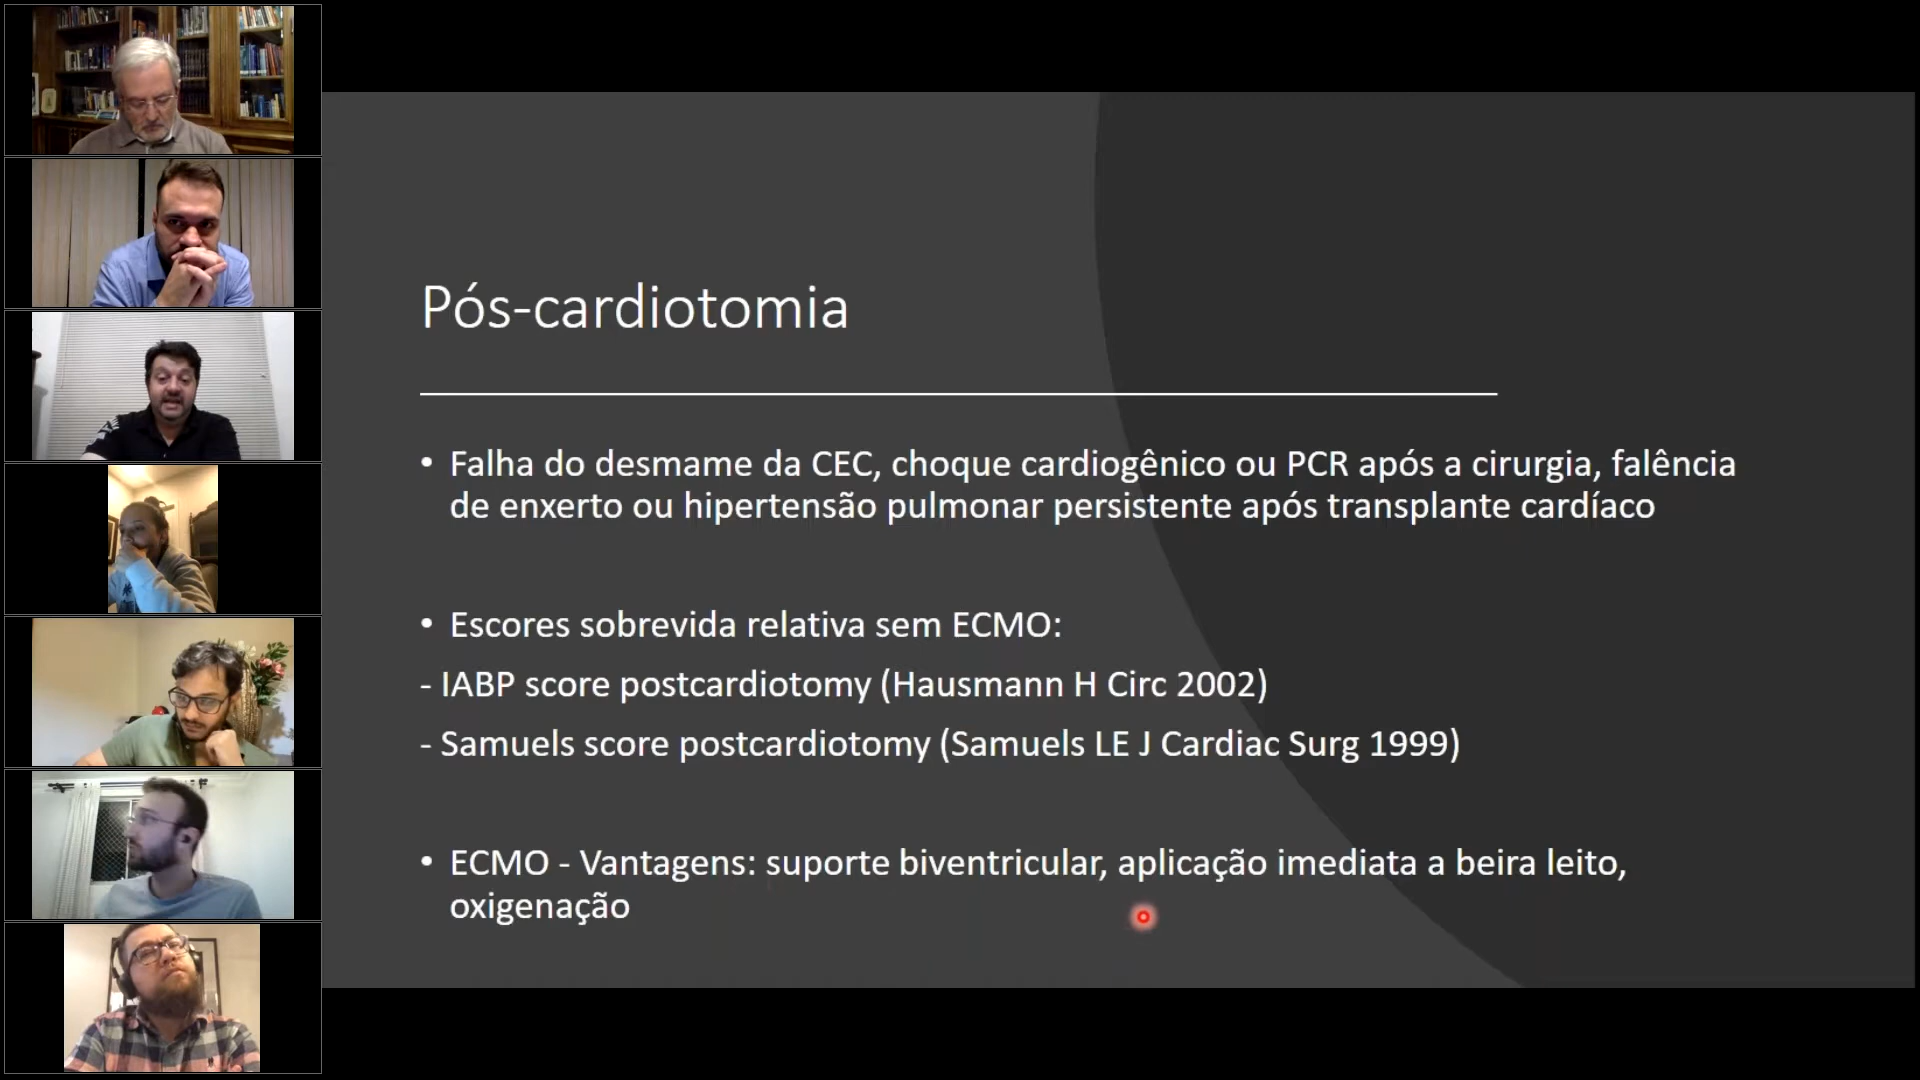 Pós-cardiotomia
• Falha do desmame da CEC, choque cardiogênico ou PCR após a cirurgia, falência
de enxerto ou hipertensão pulmonar persistente após transplante cardíaco
• Escores sobrevida relativa sem ECMO:
- IABP score postcardiotomy (Hausmann H Circ 2002)
- Samuels score postcardiotomy (Samuels LE J Cardiac Surg 1999)
• ECMO - Vantagens: suporte biventricular, aplicação imediata a beira leito,
oxigenação